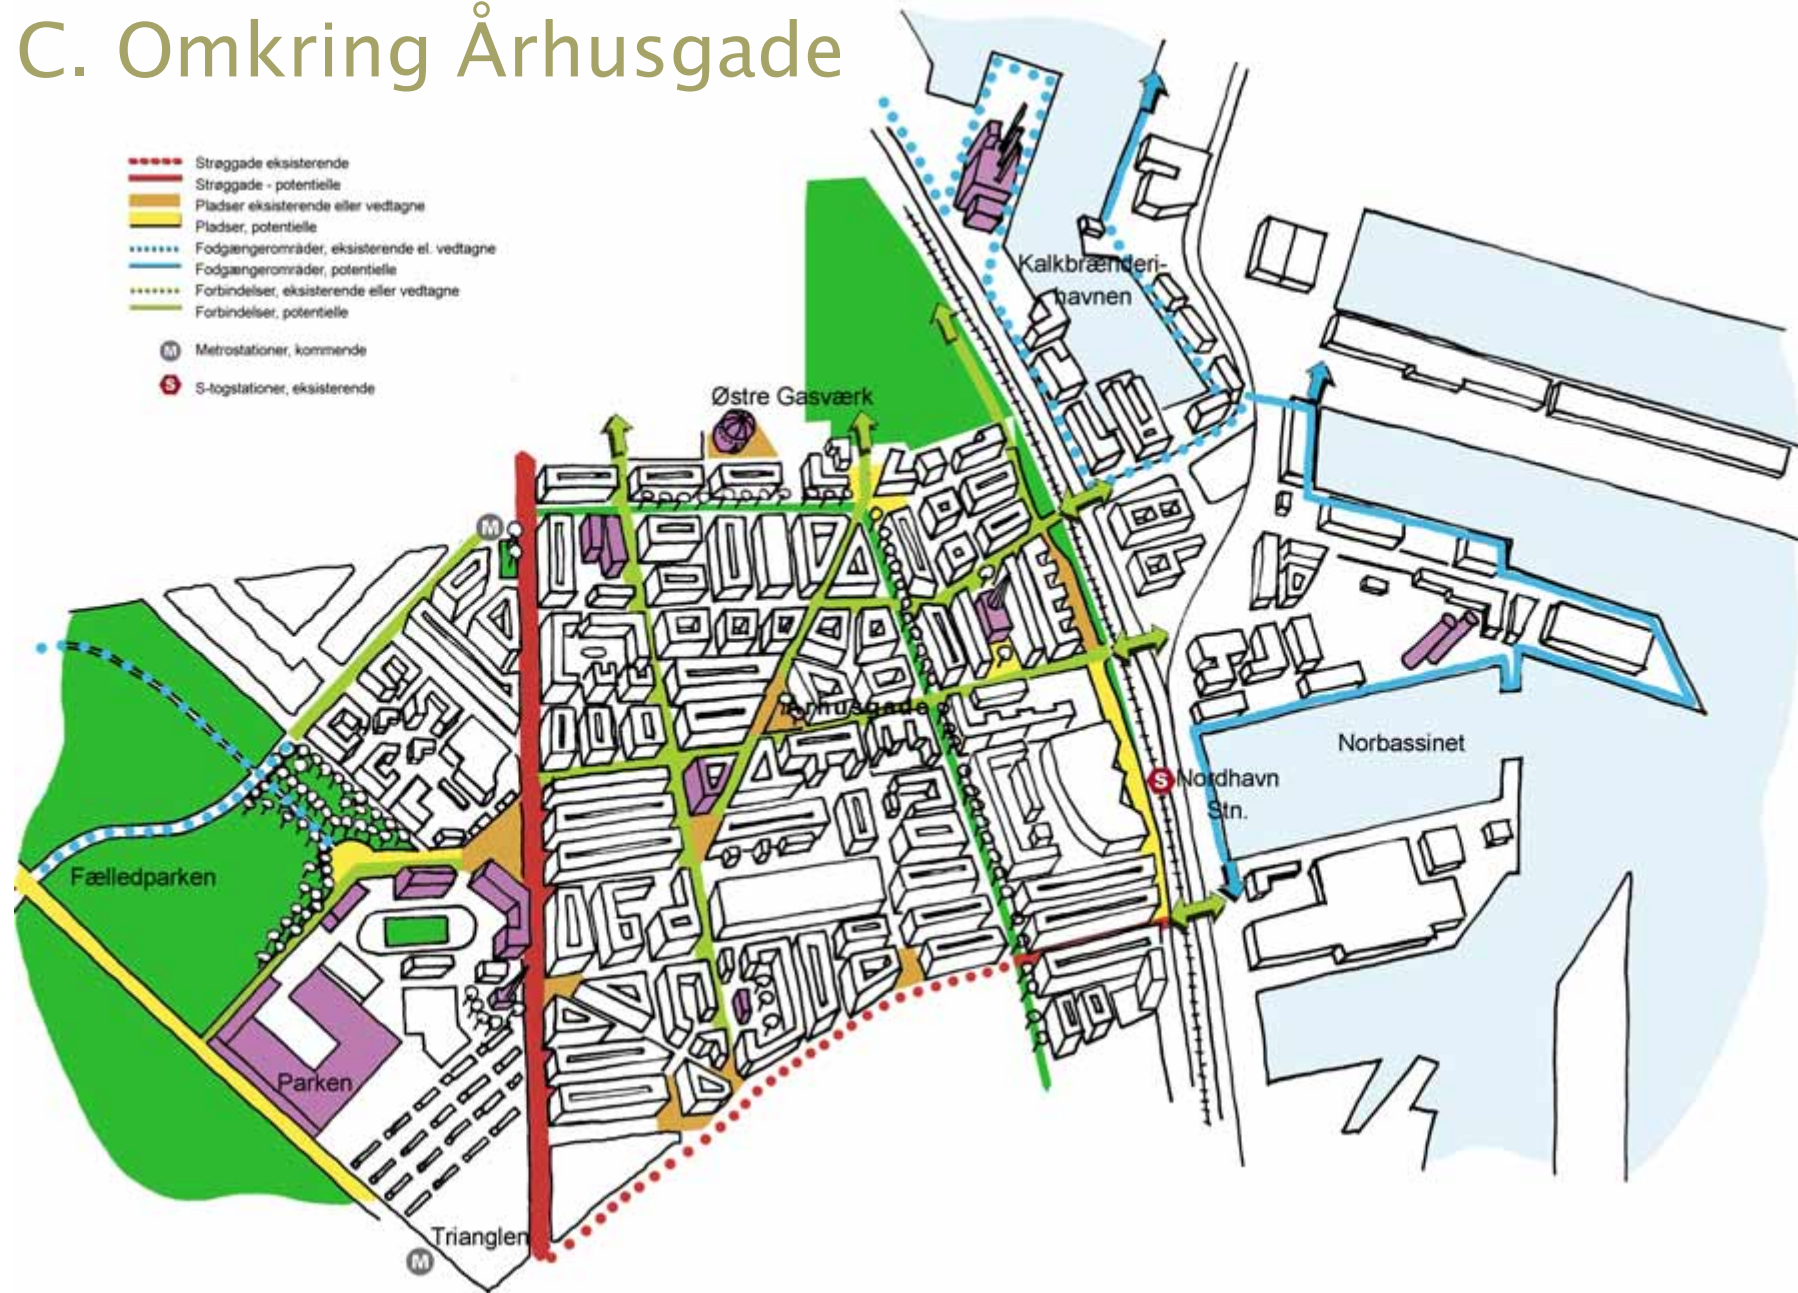 C. Omkring Århusgade
Strøggade eksisterende
Strøggade - potentielle
Pladser eksisterende eller vedtagne
Pladser, potentielle
Fodgængerområder, eksisterende el. vedtagne
Fodgængerområder, potentielle
Forbindelser, eksisterende eller vedtagne
Forbindelser, potentielle
M Metrostationer, kommende
S S-togstationer, eksisterende
Kalkbrænderi-
havnen
Østre Gasværk
M
Århusgade
Norbassinet
S Nordhavn
Stn.
Fælledparken
Parken
Trianglen
M